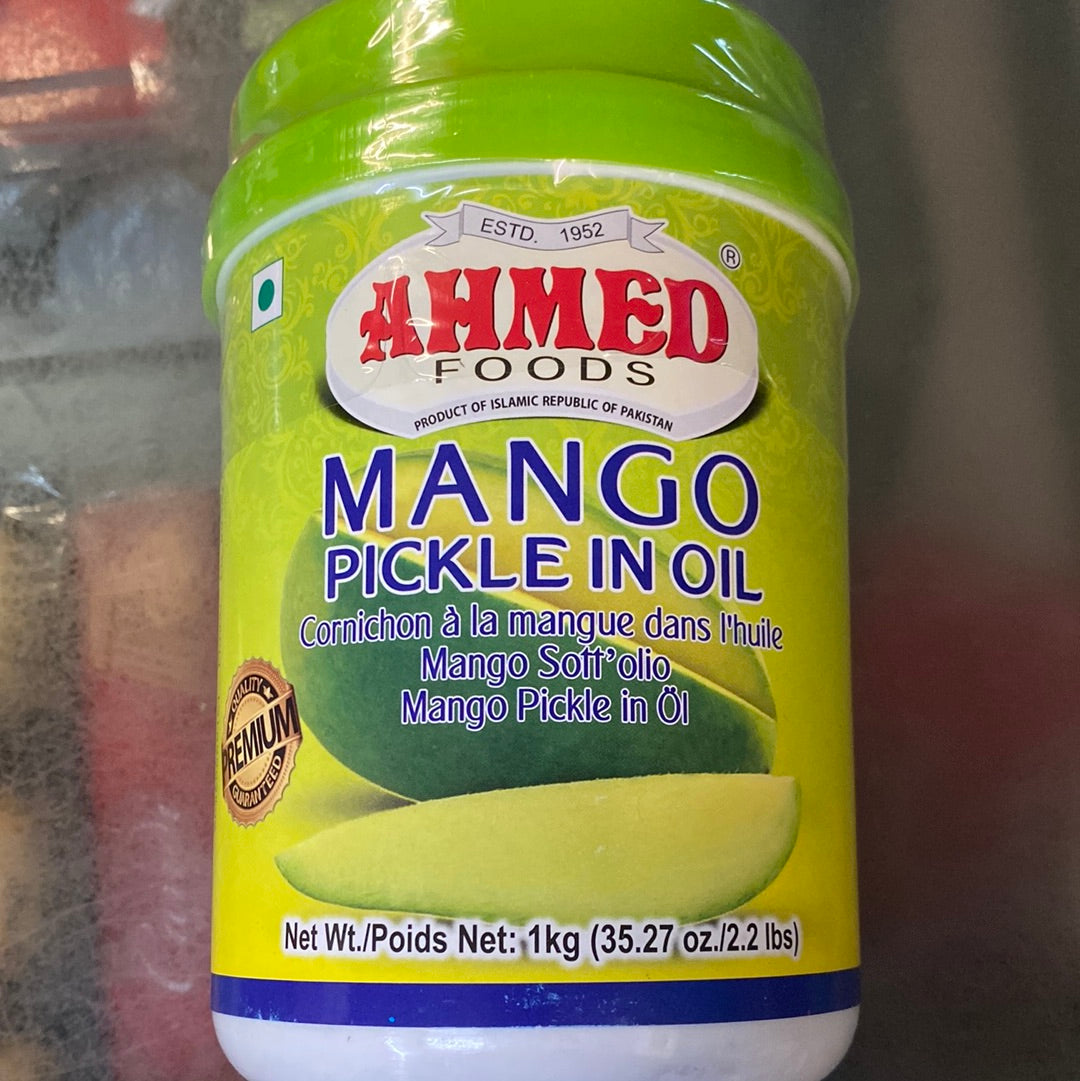 ESTD. 1952
AHMED
®
FOODS
PRODUCT OF ISLAMIC REPUBLIC OF PAKISTAN
MANGO
PICKLE IN OIL
Cornichon à la mangue dans l'huile
Mango Sott'olio
Mango Pickle in Öl
QUALITY
PREMIUM
GUARANTEED
Net Wt./Poids Net: 1kg (35.27 oz./2.2 lbs)